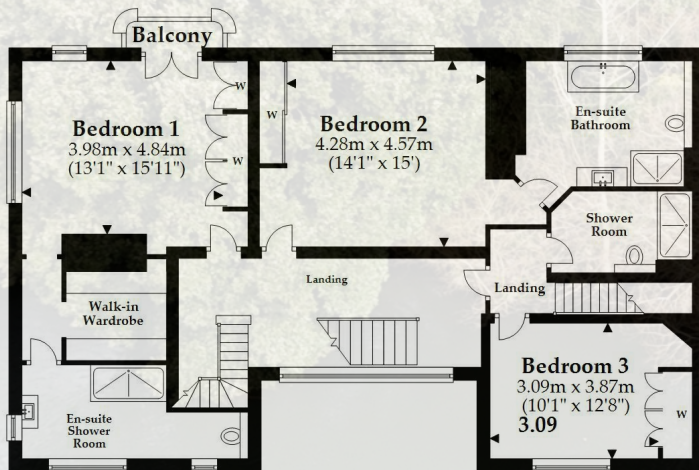 Balcony
W
Bedroom 1
3.98m x 4.84m
(13'1" x 15'11")
W
W
Bedroom 2
4.28m x 4.57m
(14'1" x 15')
En-suite
Bathroom
Shower
Room
Landing
Landing
Walk-in
Wardrobe
Bedroom 3
3.09m x 3.87m
(10'1" x 12'8")
3.09
W
En-suite
Shower
Room